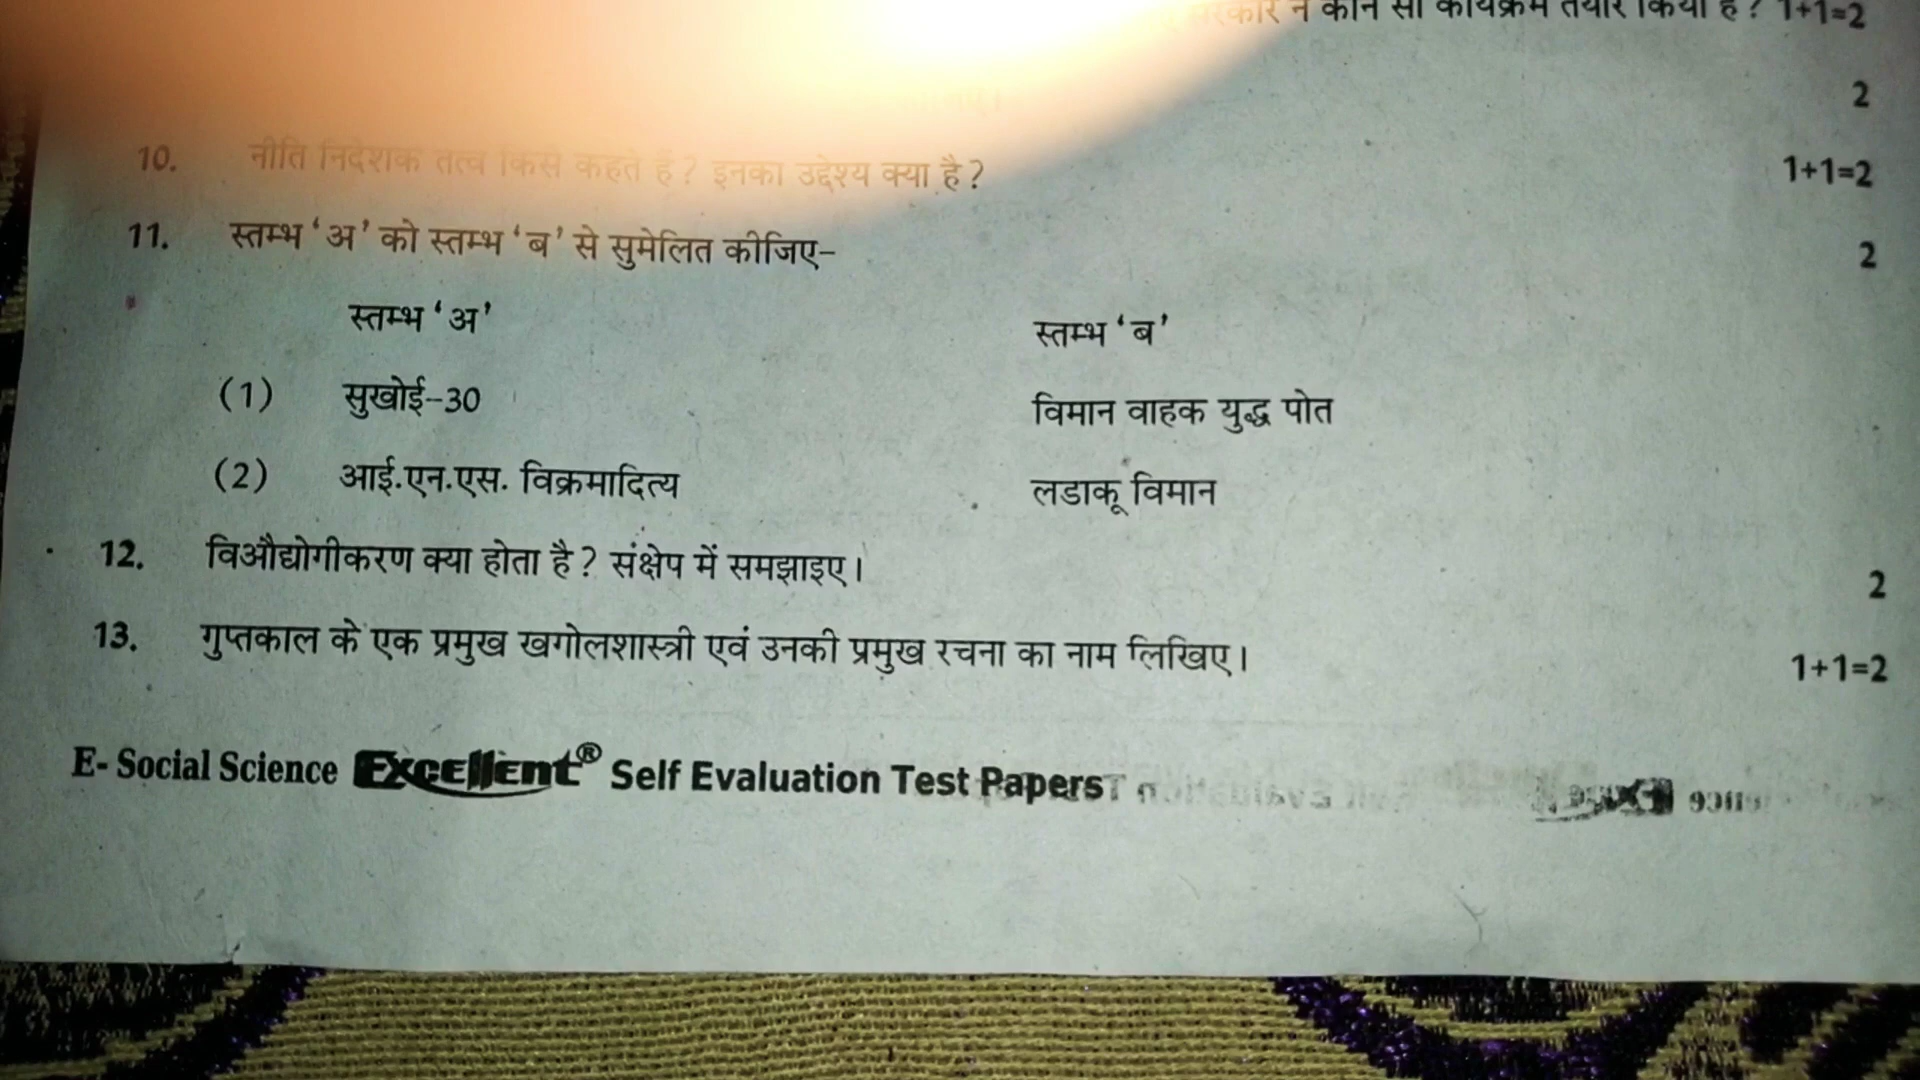 ने कौन सा कार्यक्रम तैयार किया है? 1+1=2
2
10. नीति निदेशक तत्व किसे कहते हैं? इनका उद्देश्य क्या है? 1+1=2
11. स्तम्भ ‘अ’ को स्तम्भ ‘ब’ से सुमेलित कीजिए– 2
स्तम्भ ‘अ’ स्तम्भ ‘ब’
(1) सुखोई–30 विमान वाहक युद्ध पोत
(2) आई.एन.एस. विक्रमादित्य लडाकू विमान
12. विऔद्योगीकरण क्या होता है? संक्षेप में समझाइए। 2
13. गुप्तकाल के एक प्रमुख खगोलशास्त्री एवं उनकी प्रमुख रचना का नाम लिखिए। 1+1=2
E- Social Science Excellent® Self Evaluation Test Papers